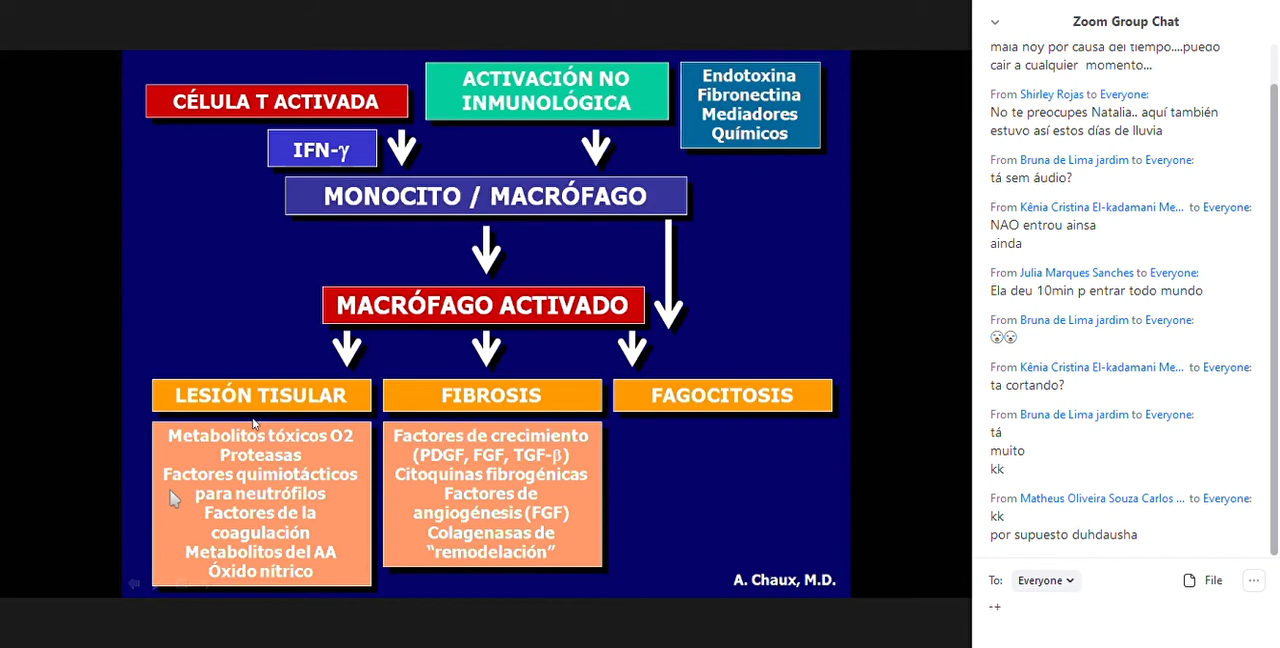 CÉLULA T ACTIVADA
ACTIVACIÓN NO
INMUNOLÓGICA
Endotoxina
Fibronectina
Mediadores
Químicos
IFN-γ
MONOCITO / MACRÓFAGO
MACRÓFAGO ACTIVADO
LESIÓN TISULAR
Metabolitos tóxicos O2
Proteasas
Factores quimiotácticos
para neutrófilos
Factores de la
coagulación
Metabolitos del AA
Óxido nítrico
FIBROSIS
Factores de crecimiento
(PDGF, FGF, TGF-β)
Citoquinas fibrogénicas
Factores de
angiogénesis (FGF)
Colagenasas de
“remodelación”
FAGOCITOSIS
A. Chaux, M.D.
Zoom Group Chat
mala hoy por causa del tiempo....puedo
cair a cualquier momento...
From Shirley Rojas to Everyone:
No te preocupes Natalia.. aquí también
estuvo así estos días de lluvia
From Bruna de Lima jardim to Everyone:
tá sem áudio?
From Kênia Cristina El-kadamani Me... to Everyone:
NAO entrou ainsa
ainda
From Julia Marques Sanches to Everyone:
Ela deu 10min p entrar todo mundo
From Bruna de Lima jardim to Everyone:
😮😮
From Kênia Cristina El-kadamani Me... to Everyone:
ta cortando?
From Bruna de Lima jardim to Everyone:
tá
muito
kk
From Matheus Oliveira Souza Carlos ... to Everyone:
kk
por supuesto duhdausha
To: Everyone File ...
-+